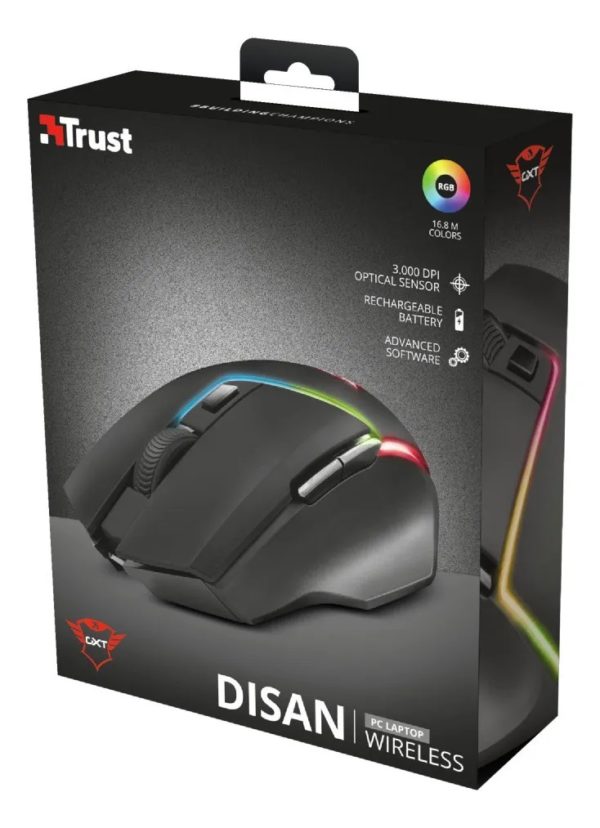 #BUILDINGCHAMPIONS
Trust
RGB
16.8 M
COLORS
3.000 DPI
OPTICAL SENSOR
RECHARGEABLE
BATTERY
ADVANCED
SOFTWARE
GXT
GXT
DISAN
PC LAPTOP
WIRELESS